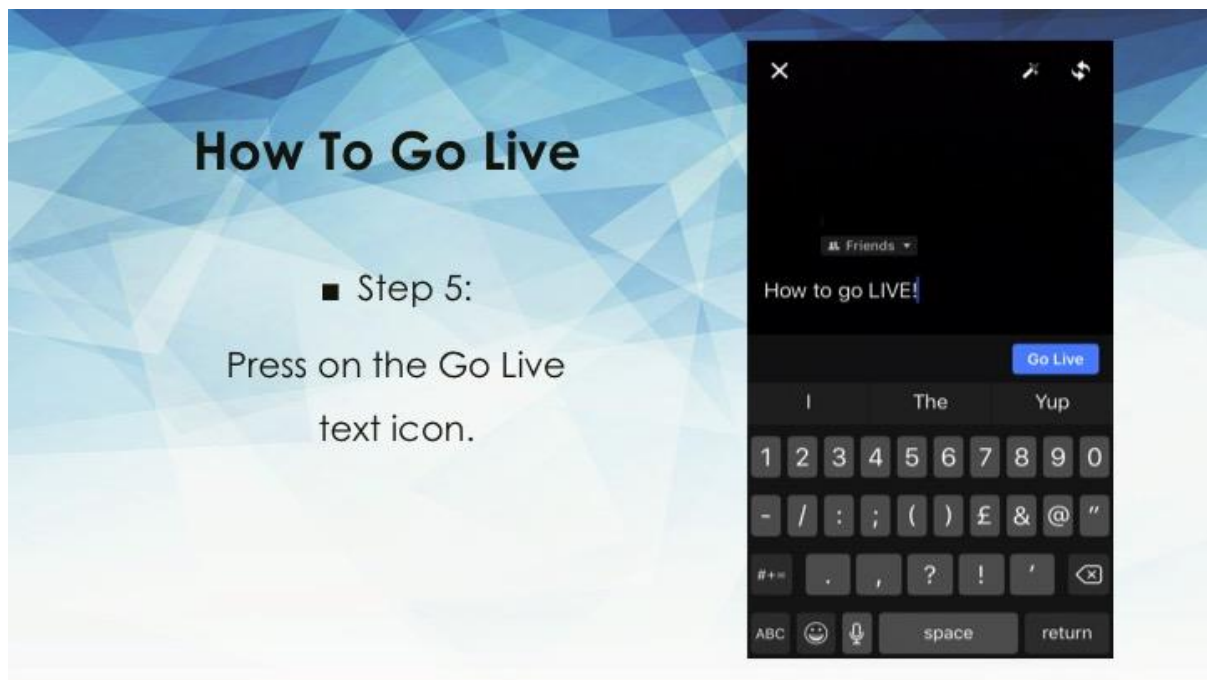 How To Go Live
■ Step 5:
Press on the Go Live
text icon.
Friends
How to go LIVE!
Go Live
I The Yup
1 2 3 4 5 6 7 8 9 0
- / : ; ( ) £ & @ "
#+= . , ? ! '
ABC space return